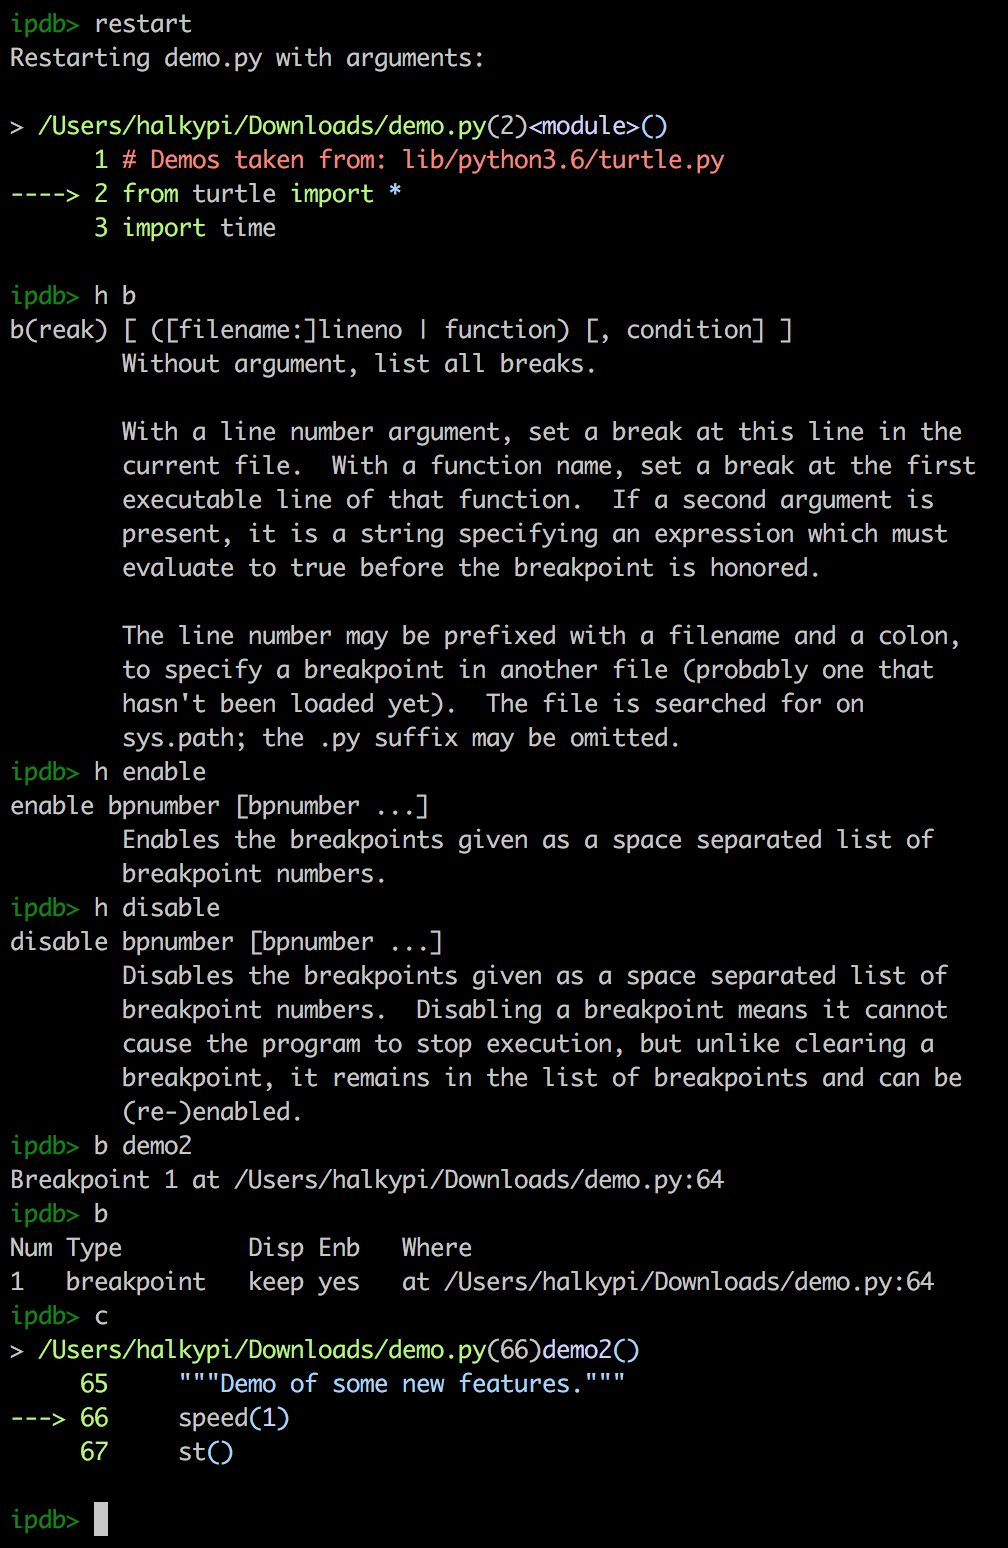 ipdb> restart
Restarting demo.py with arguments:

> /Users/halkypi/Downloads/demo.py(2)<module>()
      1 # Demos taken from: lib/python3.6/turtle.py
----> 2 from turtle import *
      3 import time

ipdb> h b
b(reak) [ ([filename:]lineno | function) [, condition] ]
        Without argument, list all breaks.

        With a line number argument, set a break at this line in the
        current file.  With a function name, set a break at the first
        executable line of that function.  If a second argument is
        present, it is a string specifying an expression which must
        evaluate to true before the breakpoint is honored.

        The line number may be prefixed with a filename and a colon,
        to specify a breakpoint in another file (probably one that
        hasn't been loaded yet).  The file is searched for on
        sys.path; the .py suffix may be omitted.
ipdb> h enable
enable bpnumber [bpnumber ...]
        Enables the breakpoints given as a space separated list of
        breakpoint numbers.
ipdb> h disable
disable bpnumber [bpnumber ...]
        Disables the breakpoints given as a space separated list of
        breakpoint numbers.  Disabling a breakpoint means it cannot
        cause the program to stop execution, but unlike clearing a
        breakpoint, it remains in the list of breakpoints and can be
        (re-)enabled.
ipdb> b demo2
Breakpoint 1 at /Users/halkypi/Downloads/demo.py:64
ipdb> b
Num Type         Disp Enb   Where
1   breakpoint   keep yes   at /Users/halkypi/Downloads/demo.py:64
ipdb> c
> /Users/halkypi/Downloads/demo.py(66)demo2()
     65     """Demo of some new features."""
---> 66     speed(1)
     67     st()

ipdb>